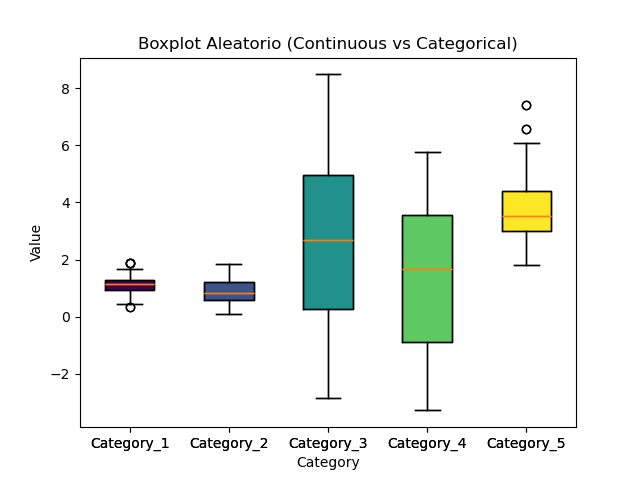 Boxplot Aleatorio (Continuous vs Categorical)
8
6
4
2
0
−2
Value
Category_1 Category_2 Category_3 Category_4 Category_5
Category